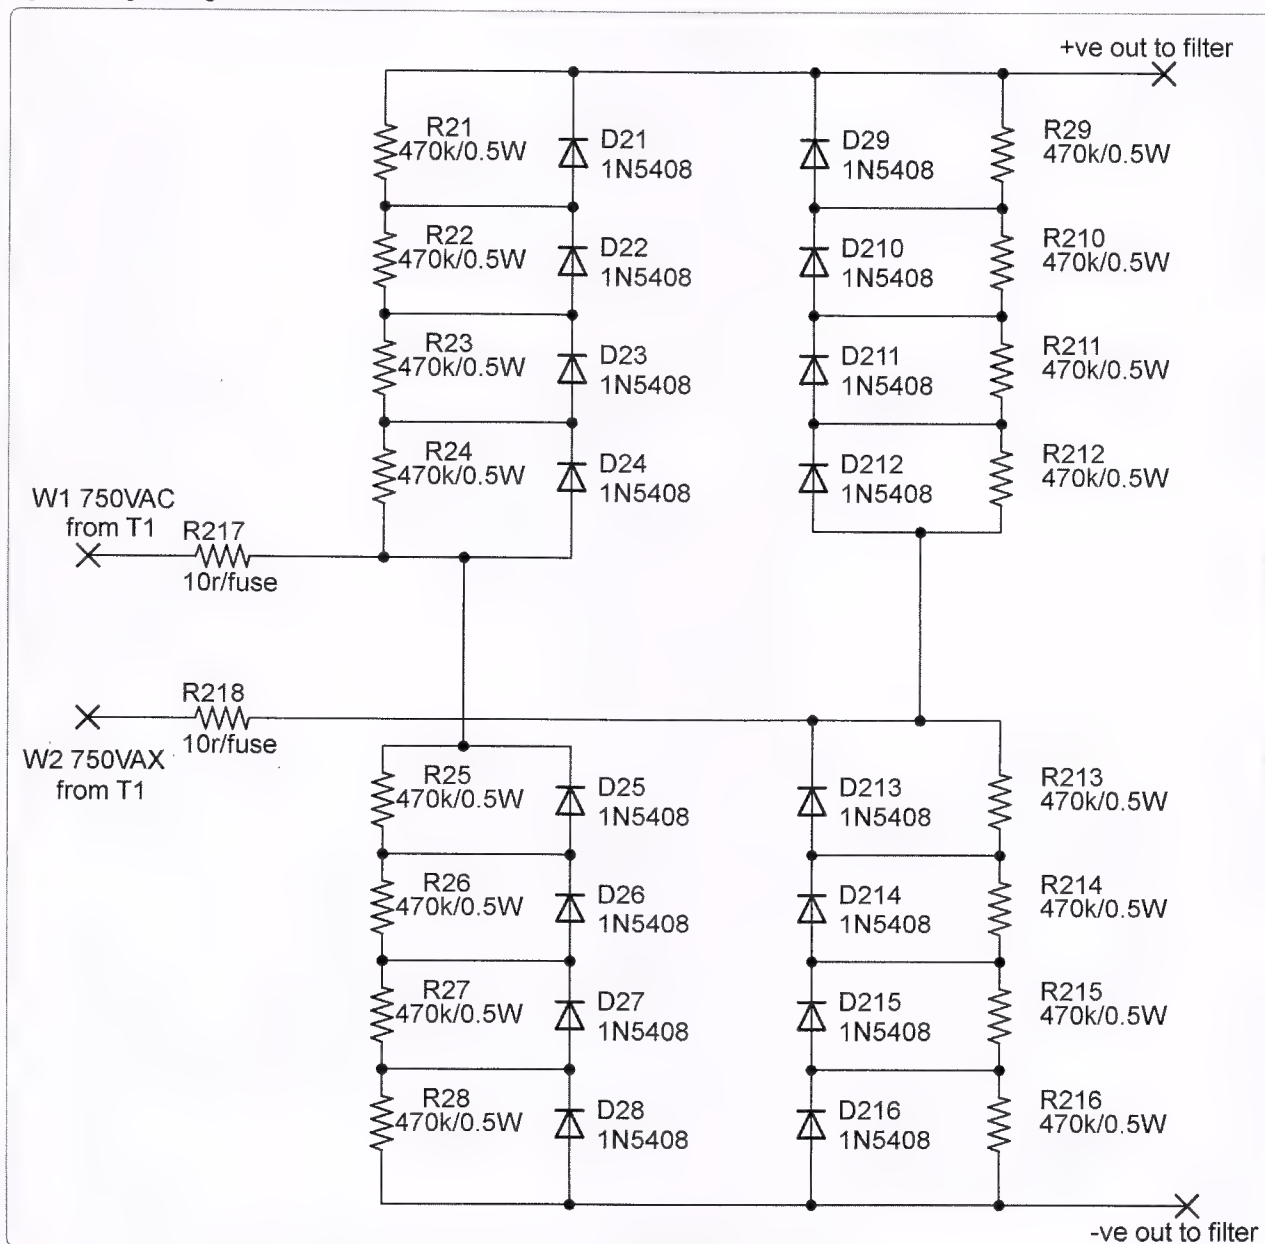 +ve out to filter
R21
470k/0.5W
D21
1N5408
D29
1N5408
R29
470k/0.5W
R22
470k/0.5W
D22
1N5408
D210
1N5408
R210
470k/0.5W
R23
470k/0.5W
D23
1N5408
D211
1N5408
R211
470k/0.5W
R24
470k/0.5W
D24
1N5408
D212
1N5408
R212
470k/0.5W
W1 750VAC
from T1
R217
10r/fuse
R218
10r/fuse
W2 750VAX
from T1
R25
470k/0.5W
D25
1N5408
D213
1N5408
R213
470k/0.5W
R26
470k/0.5W
D26
1N5408
D214
1N5408
R214
470k/0.5W
R27
470k/0.5W
D27
1N5408
D215
1N5408
R215
470k/0.5W
R28
470k/0.5W
D28
1N5408
D216
1N5408
R216
470k/0.5W
-ve out to filter